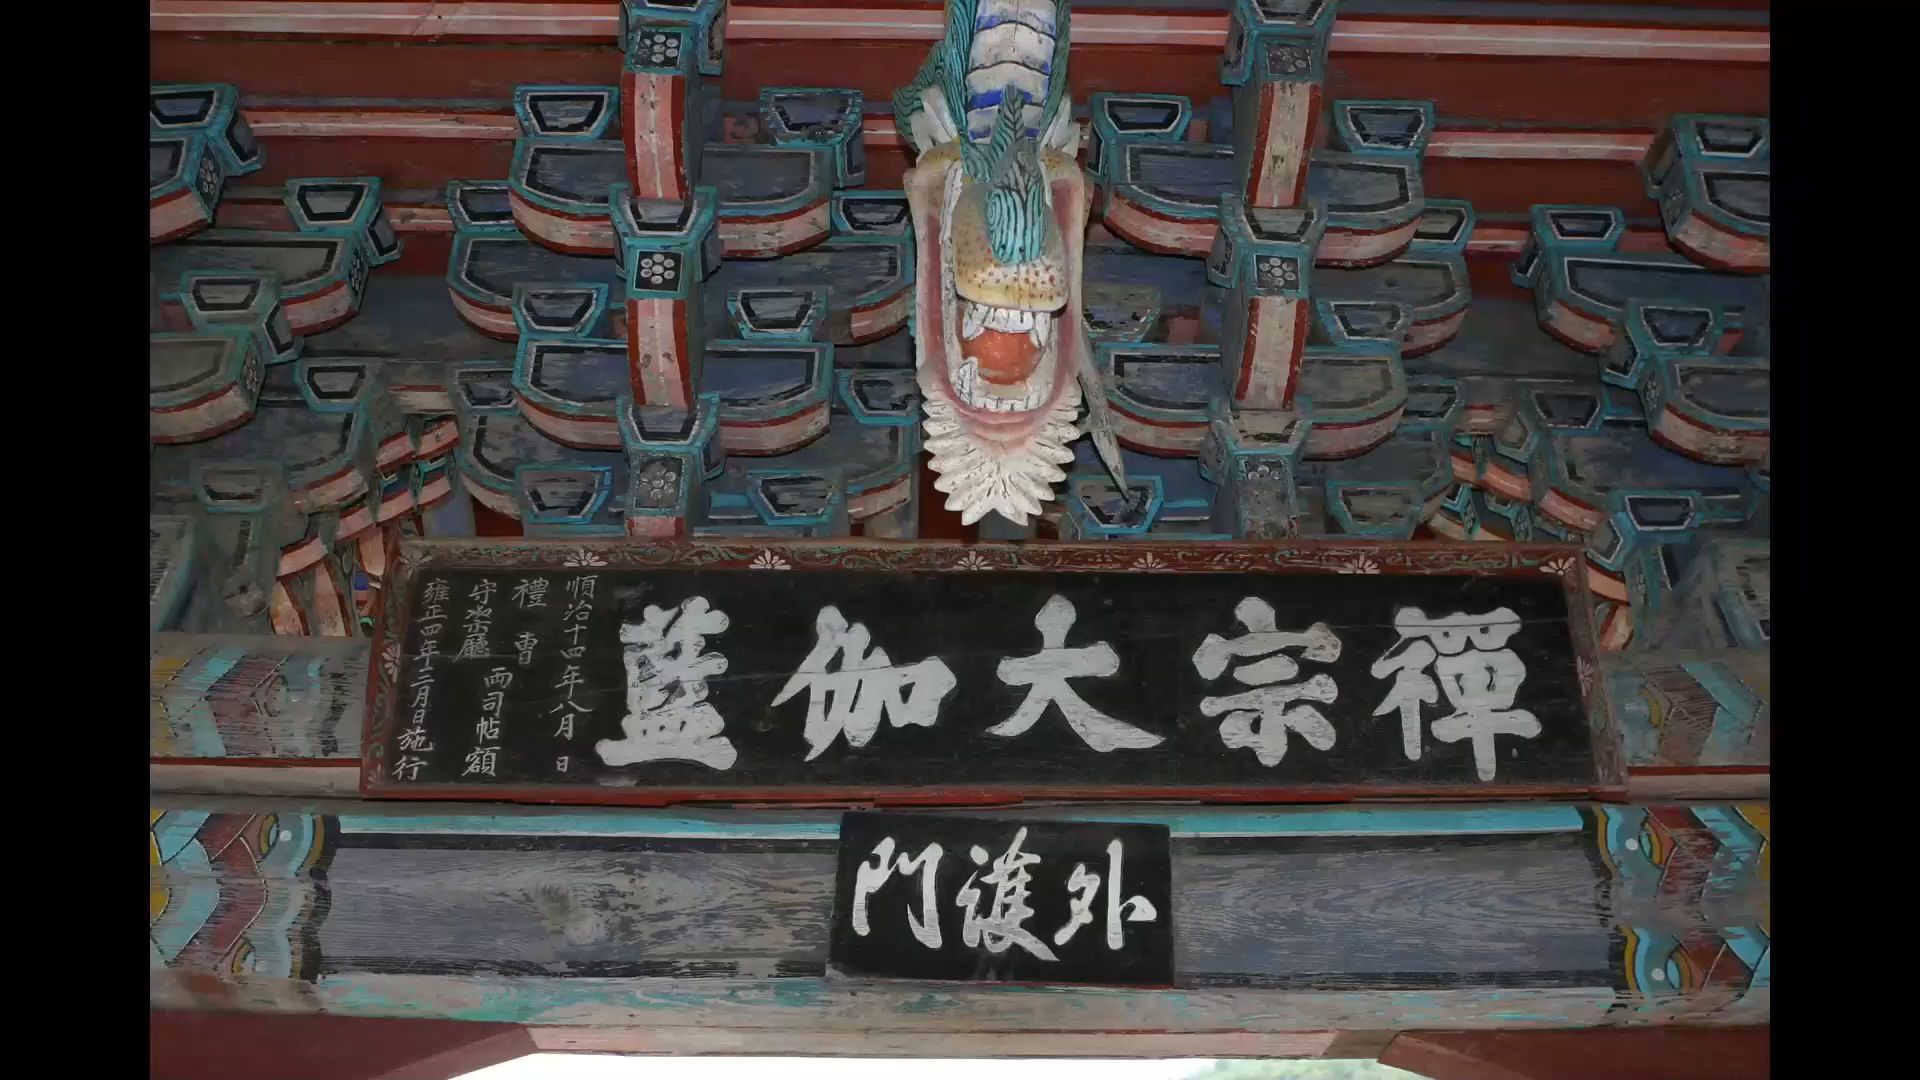 禪宗大伽藍
順治十四年八月日
禮曹
守禦廳
兩司帖額
雍正四年三月日施行
外護門